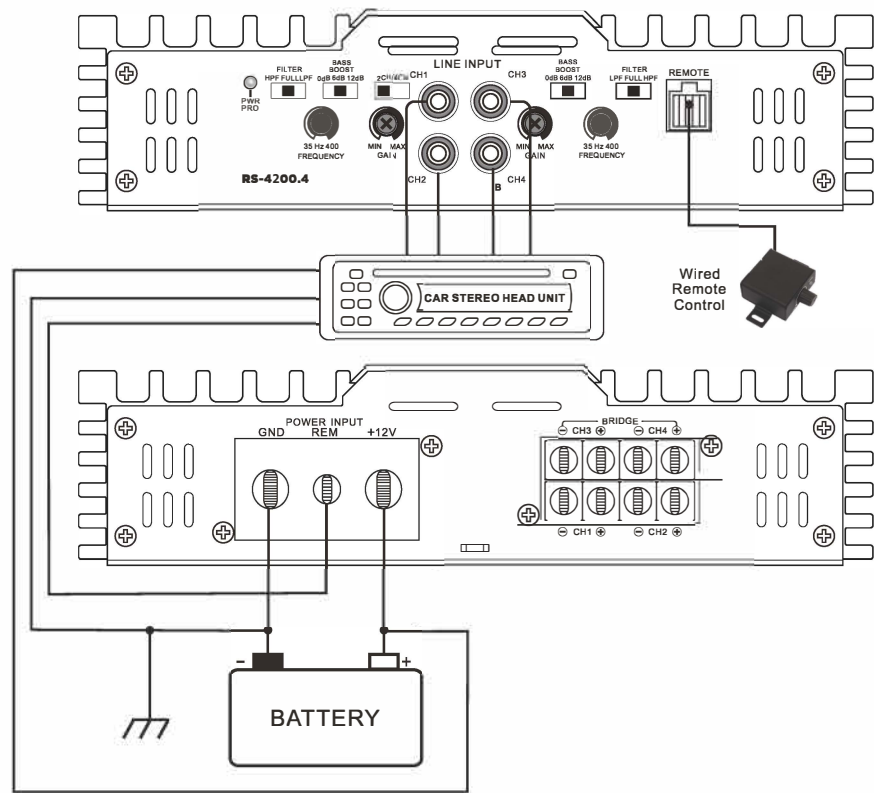 LINE INPUT
FILTER
HPF FULL LPF
BASS
BOOST
0dB 6dB 12dB
CH1
CH3
BASS
BOOST
0dB 6dB 12dB
FILTER
LPF FULL HPF
REMOTE
PWR
PRO
35 Hz 400
FREQUENCY
MIN MAX
GAIN
MIN MAX
GAIN
35 Hz 400
FREQUENCY
CH2
CH4
B
RS-4200.4
CAR STEREO HEAD UNIT
Wired
Remote
Control
POWER INPUT
GND REM +12V
BRIDGE
⊖ CH3 ⊕ ⊖ CH4 ⊕
⊖ CH1 ⊕ ⊖ CH2 ⊕
- +
BATTERY